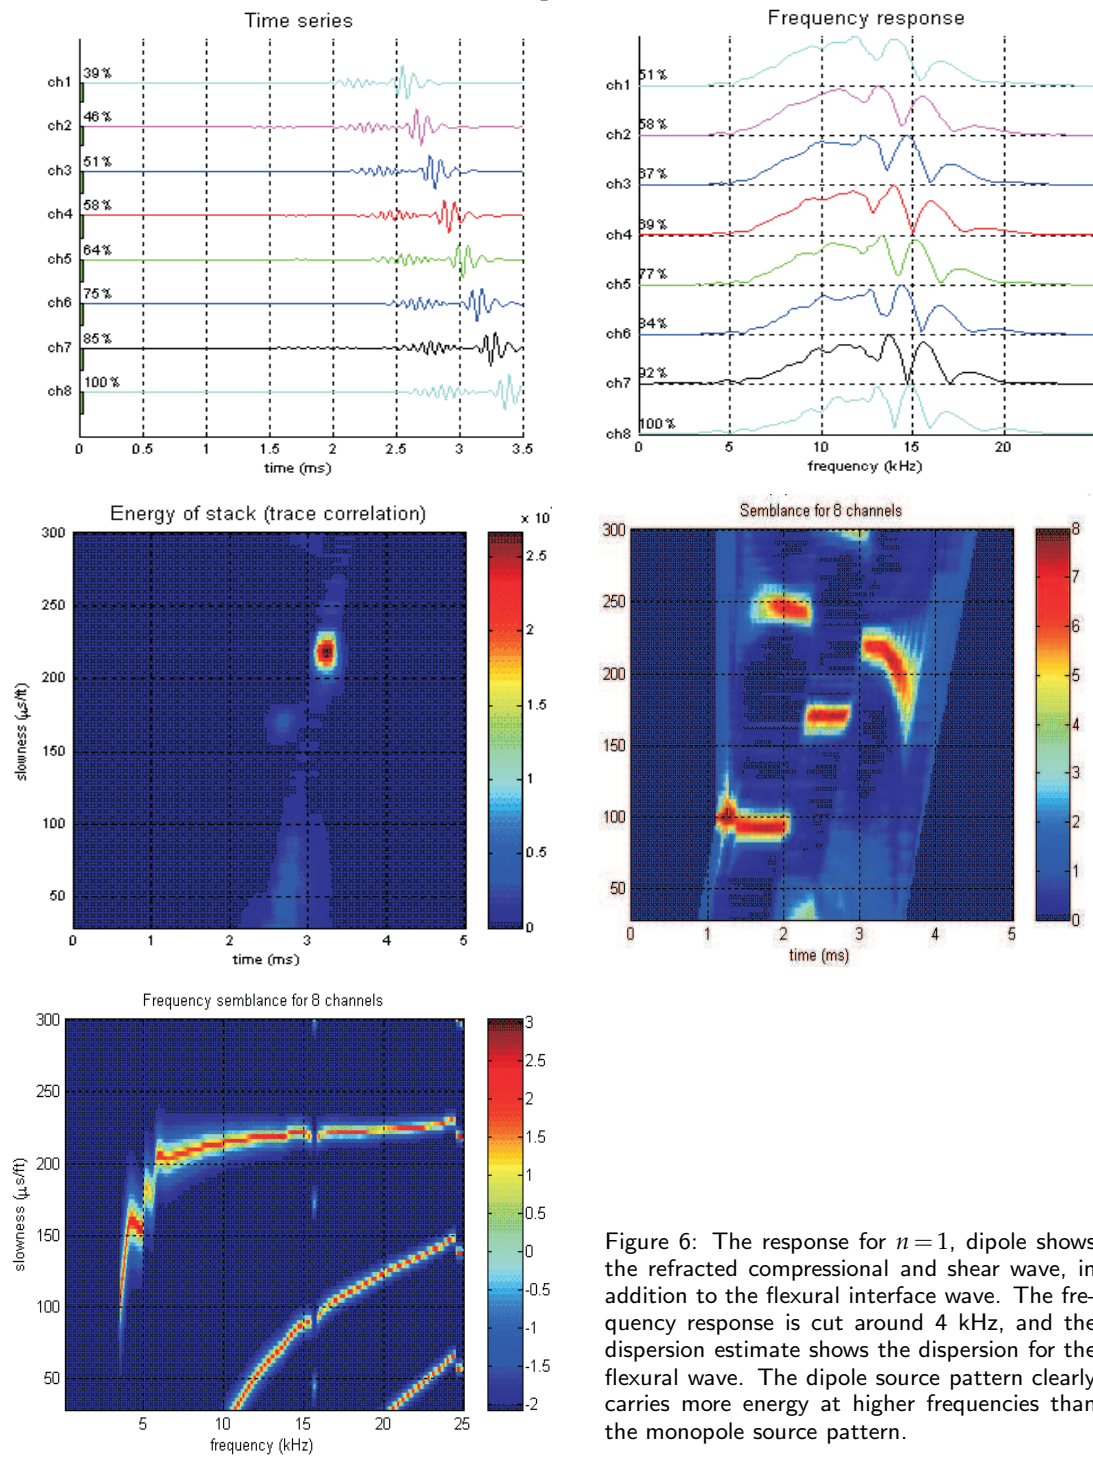 Time series
ch1 39%
ch2 46%
ch3 51%
ch4 58%
ch5 64%
ch6 75%
ch7 85%
ch8 100%
0 0.5 1 1.5 2 2.5 3 3.5
time (ms)
Frequency response
ch1 51%
ch2 58%
ch3 67%
ch4 69%
ch5 77%
ch6 84%
ch7 92%
ch8 100%
5 10 15 20
frequency (kHz)
Energy of stack (trace correlation)
x 10
300
250
200
150
100
50
slowness (μs/ft)
0 1 2 3 4 5
time (ms)
2.5
2
1.5
1
0.5
0
Semblance for 8 channels
300
250
200
150
100
50
0 1 2 3 4 5
time (ms)
8
7
6
5
4
3
2
1
0
Frequency semblance for 8 channels
300
250
200
150
100
50
slowness (μs/ft)
5 10 15 20 25
frequency (kHz)
3
2.5
2
1.5
1
0.5
0
-0.5
-1
-1.5
-2
Figure 6: The response for n=1, dipole shows
the refracted compressional and shear wave, in
addition to the flexural interface wave. The fre-
quency response is cut around 4 kHz, and the
dispersion estimate shows the dispersion for the
flexural wave. The dipole source pattern clearly
carries more energy at higher frequencies than
the monopole source pattern.